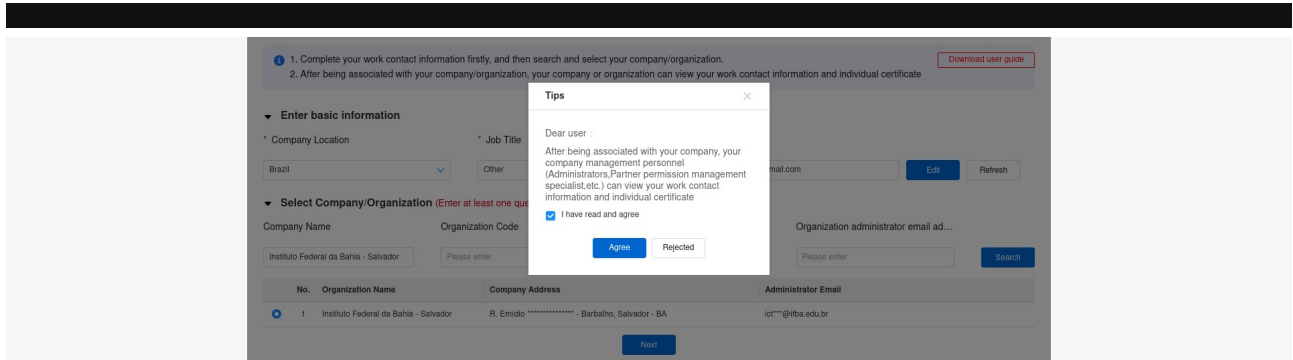 1. Complete your work contact information firstly, and then search and select your company/organization.
Download user guide
2. After being associated with your company/organization, your company or organization can view your work contact information and individual certificate
Tips
Enter basic information
* Company Location
* Job Title
Dear user :
After being associated with your company, your
company management personnel
(Administrators,Partner permission management
specialist,etc.) can view your work contact
information and individual certificate
Brazil
Other
mail.com
Edit
Refresh
I have read and agree
Select Company/Organization (Enter at least one que
Company Name
Organization Code
Organization administrator email ad...
Agree
Rejected
Instituto Federal da Bahia - Salvador
Please enter
Please enter
Search
No. Organization Name Company Address Administrator Email
1 Instituto Federal da Bahia - Salvador R. Emidio *************** - Barbalho, Salvador - BA ict***@ifba.edu.br
Next